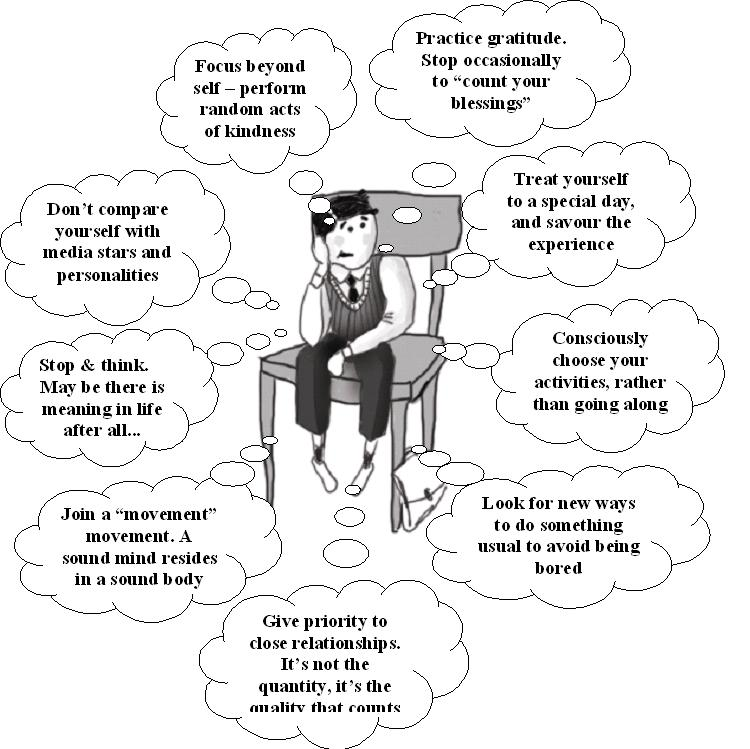 Focus beyond
self – perform
random acts
of kindness
Practice gratitude.
Stop occasionally
to “count your
blessings”
Don’t compare
yourself with
media stars and
personalities
Treat yourself
to a special day,
and savour the
experience
Stop & think.
May be there is
meaning in life
after all...
Consciously
choose your
activities, rather
than going along
Join a “movement”
movement. A
sound mind resides
in a sound body
Look for new ways
to do something
usual to avoid being
bored
Give priority to
close relationships.
It’s not the
quantity, it’s the
quality that counts